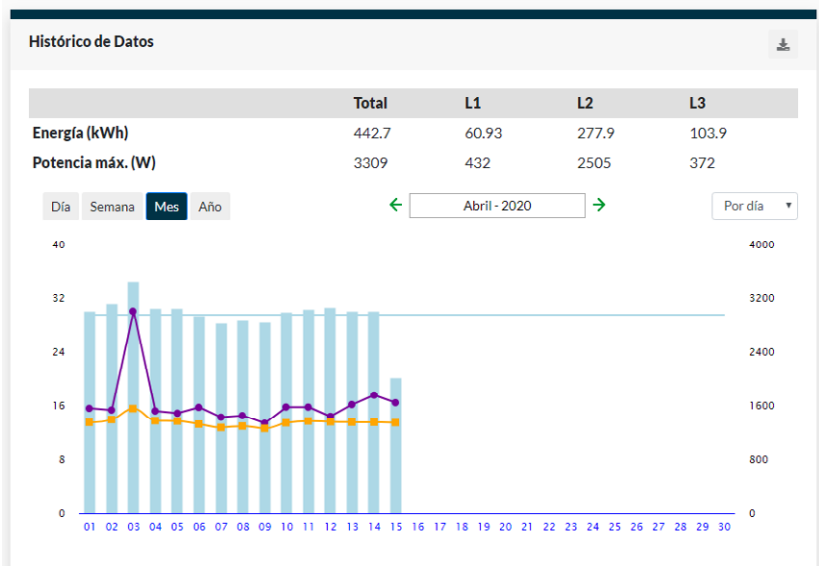 Histórico de Datos
Total L1 L2 L3
Energía (kWh) 442.7 60.93 277.9 103.9
Potencia máx. (W) 3309 432 2505 372
Día Semana Mes Año Abril - 2020 Por día
40 4000
32 3200
24 2400
16 1600
8 800
0 0
01 02 03 04 05 06 07 08 09 10 11 12 13 14 15 16 17 18 19 20 21 22 23 24 25 26 27 28 29 30